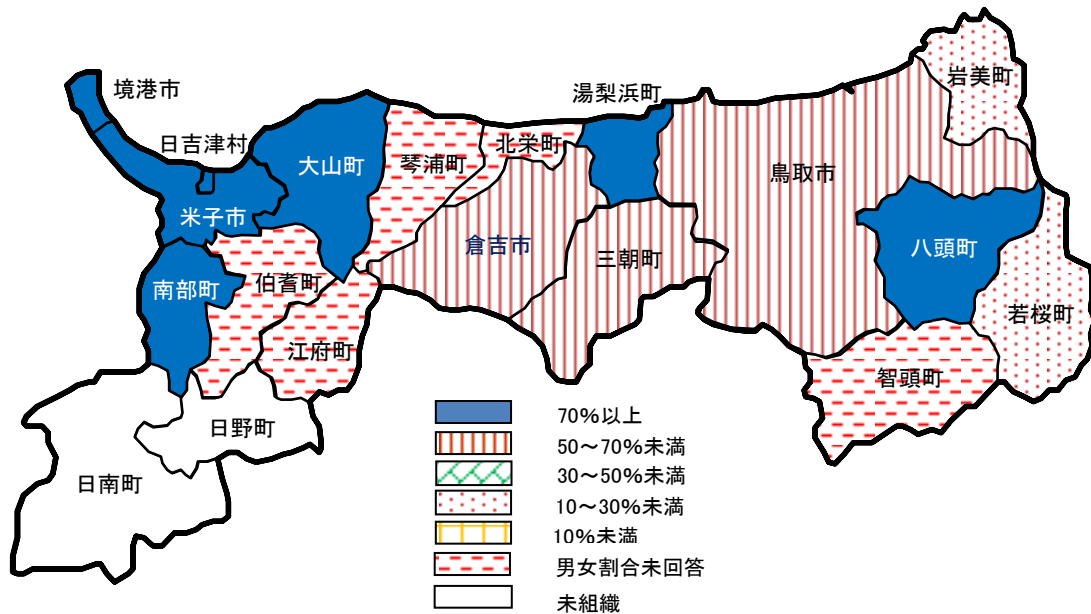 岩美町
境港市
湯梨浜町
日吉津村
北栄町
大山町
琴浦町
鳥取市
米子市
倉吉市
八頭町
三朝町
伯耆町
南部町
若桜町
江府町
智頭町
日野町
日南町
70%以上
50～70%未満
30～50%未満
10～30%未満
10%未満
男女割合未回答
未組織